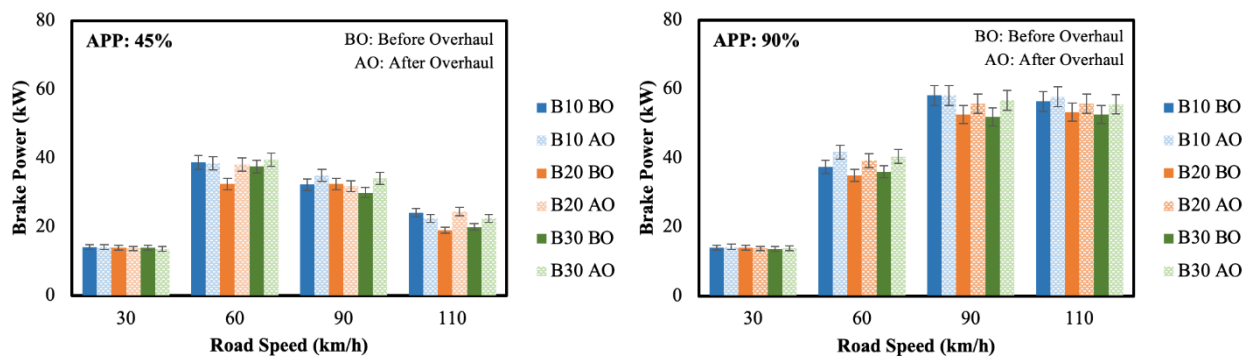 APP: 45%
BO: Before Overhaul
AO: After Overhaul
Brake Power (kW)
80
60
40
20
0
30 60 90 110
Road Speed (km/h)
B10 BO
B10 AO
B20 BO
B20 AO
B30 BO
B30 AO
APP: 90%
BO: Before Overhaul
AO: After Overhaul
Brake Power (kW)
80
60
40
20
0
30 60 90 110
Road Speed (km/h)
B10 BO
B10 AO
B20 BO
B20 AO
B30 BO
B30 AO